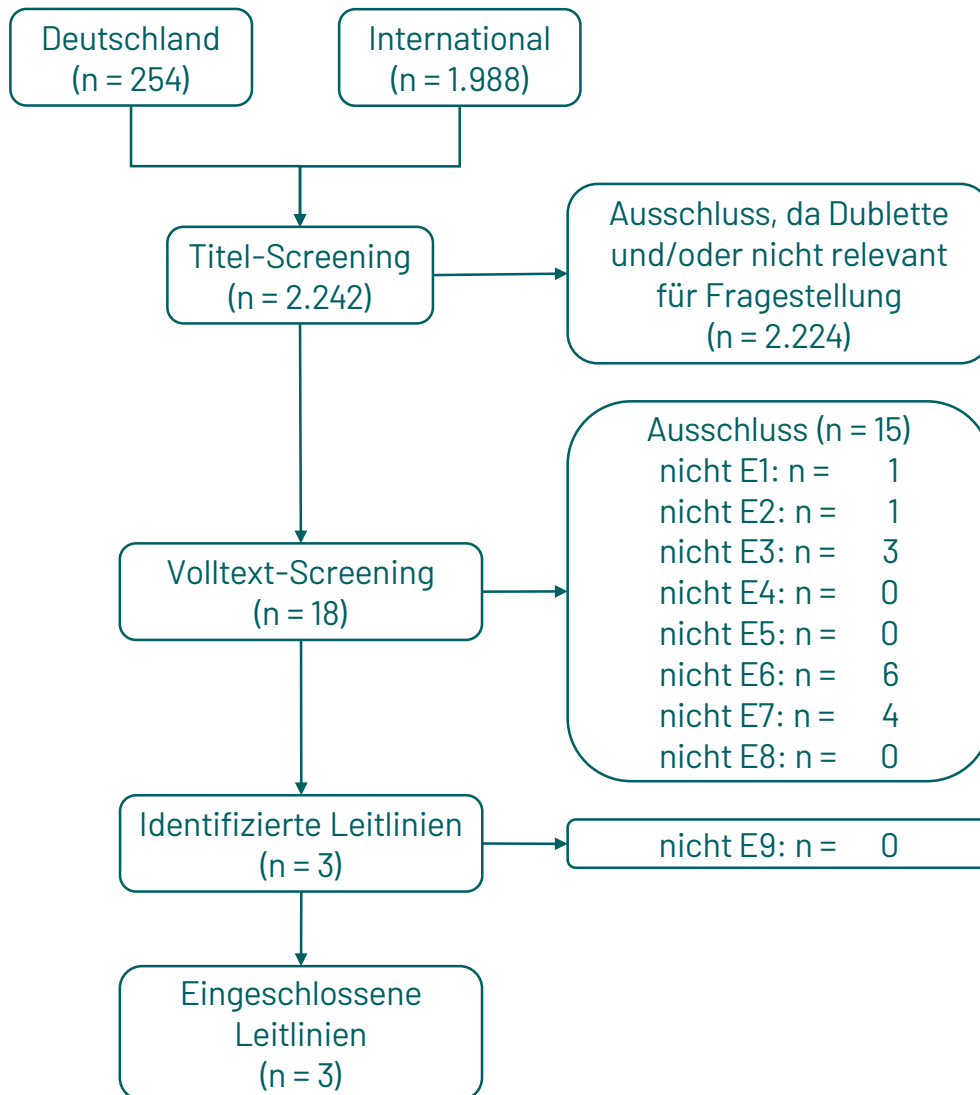 Deutschland
(n = 254)
International
(n = 1.988)
Titel-Screening
(n = 2.242)
Ausschluss, da Dublette
und/oder nicht relevant
für Fragestellung
(n = 2.224)
Volltext-Screening
(n = 18)
Ausschluss (n = 15)
nicht E1: n = 1
nicht E2: n = 1
nicht E3: n = 3
nicht E4: n = 0
nicht E5: n = 0
nicht E6: n = 6
nicht E7: n = 4
nicht E8: n = 0
Identifizierte Leitlinien
(n = 3)
nicht E9: n = 0
Eingeschlossene
Leitlinien
(n = 3)